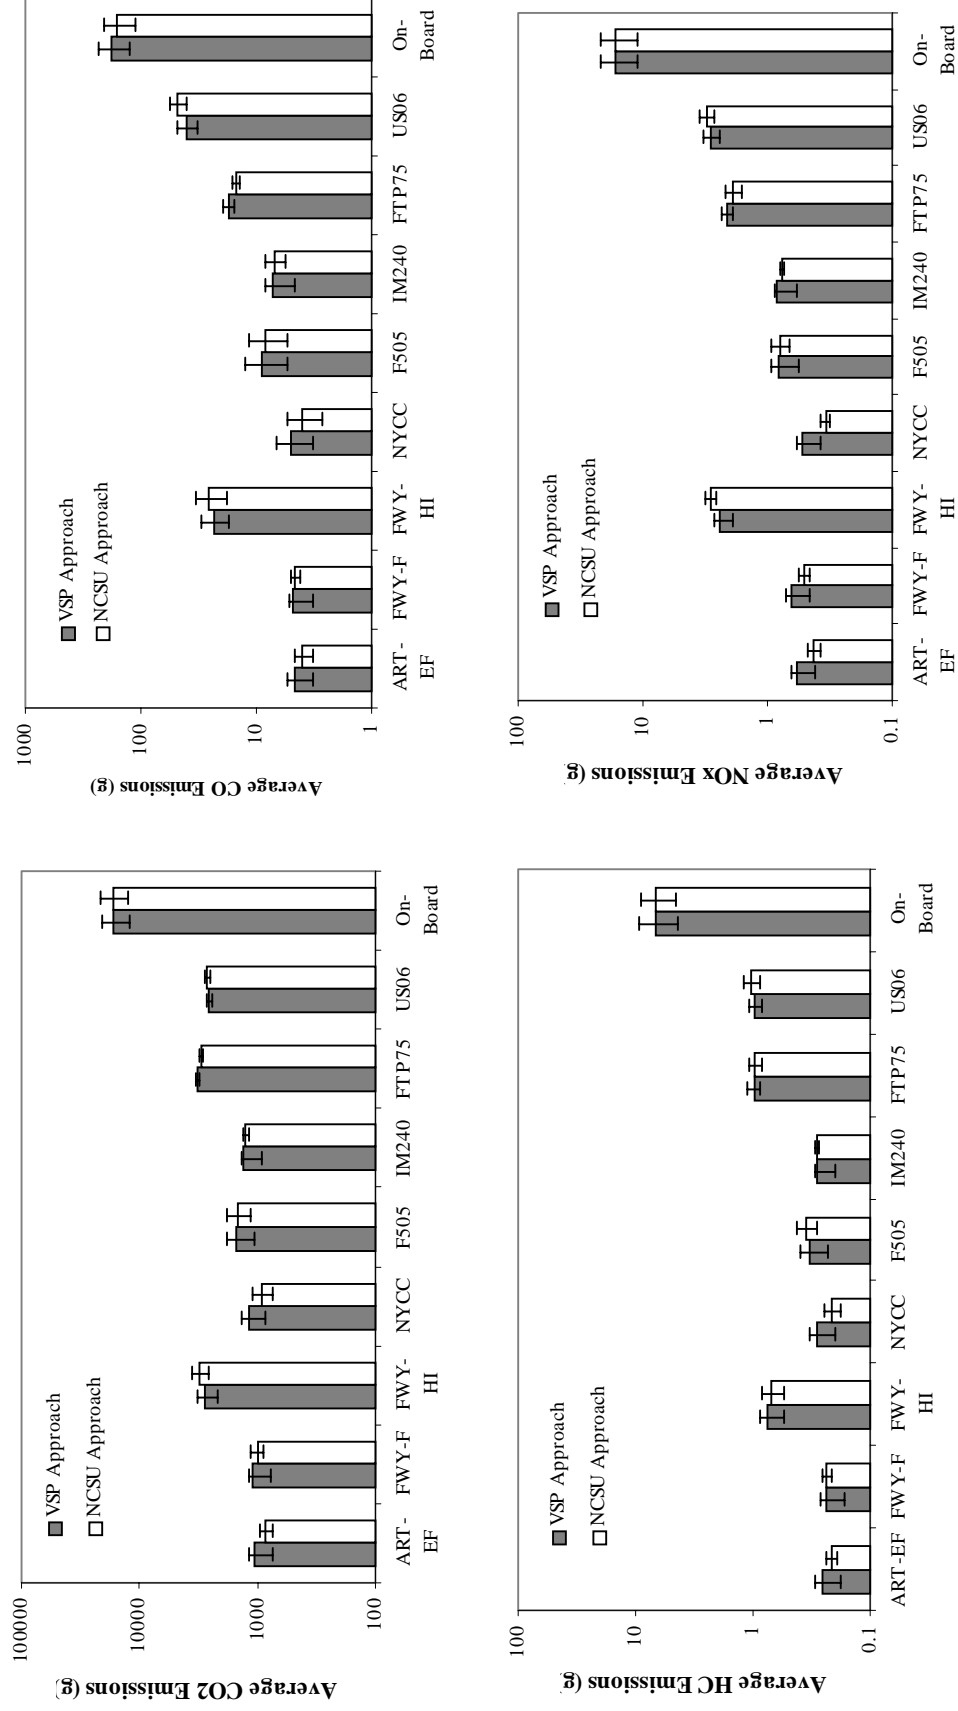 Average CO2 Emissions (g)
100000
10000
1000
100
VSP Approach
NCSU Approach
ART-
EF
FWY-F
FWY-
HI
NYCC
F505
IM240
FTP75
US06
On-
Board
Average CO Emissions (g)
1000
100
10
1
VSP Approach
NCSU Approach
ART-
EF
FWY-F
FWY-
HI
NYCC
F505
IM240
FTP75
US06
On-
Board
Average HC Emissions (g)
100
10
1
0.1
VSP Approach
NCSU Approach
ART-EF
FWY-F
FWY-
HI
NYCC
F505
IM240
FTP75
US06
On-
Board
Average NOx Emissions (g)
100
10
1
0.1
VSP Approach
NCSU Approach
ART-
EF
FWY-F
FWY-
HI
NYCC
F505
IM240
FTP75
US06
On-
Board